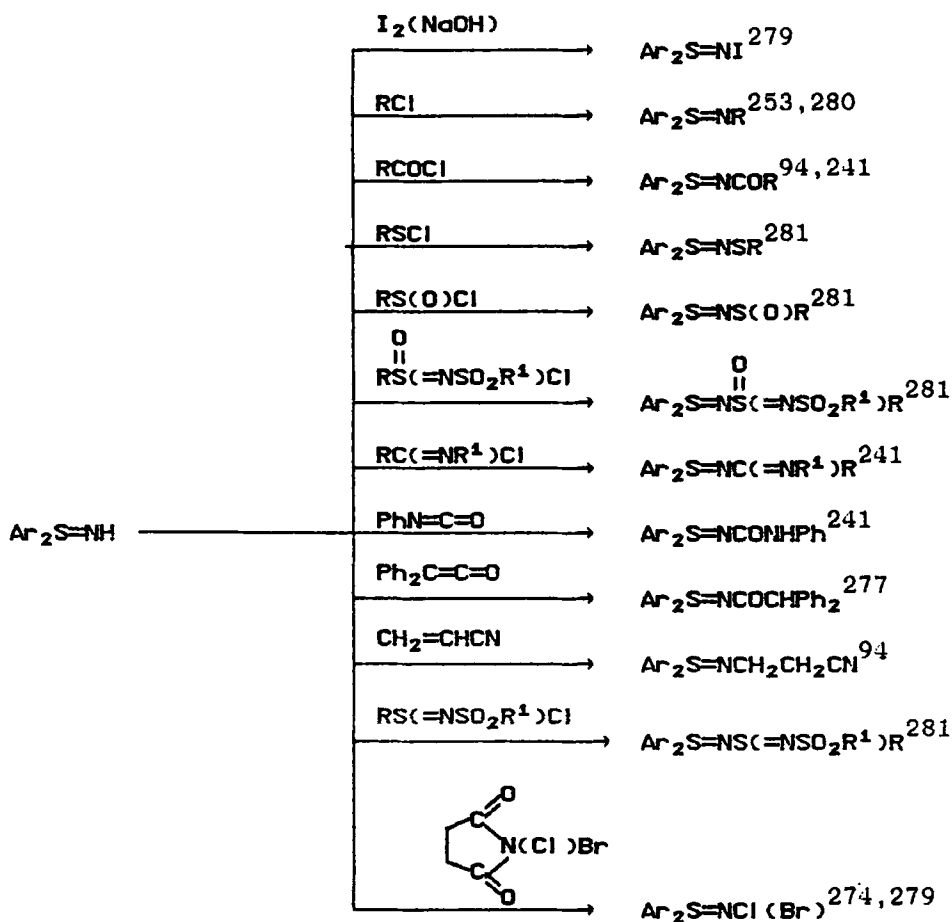 I₂(NaOH) Ar₂S=NI²⁷⁹
RCl Ar₂S=NR²⁵³,²⁸⁰
RCOCl Ar₂S=NCOR⁹⁴,²⁴¹
RSCl Ar₂S=NSR²⁸¹
RS(O)Cl Ar₂S=NS(O)R²⁸¹
O
||
RS(=NSO₂R¹)Cl
O
||
Ar₂S=NS(=NSO₂R¹)R²⁸¹
RC(=NR¹)Cl Ar₂S=NC(=NR¹)R²⁴¹
Ar₂S=NH PhN=C=O Ar₂S=NCONHPh²⁴¹
Ph₂C=C=O Ar₂S=NCOCHPh₂²⁷⁷
CH₂=CHCN Ar₂S=NCH₂CH₂CN⁹⁴
RS(=NSO₂R¹)Cl Ar₂S=NS(=NSO₂R¹)R²⁸¹
O
C
N(Cl)Br
C
O
Ar₂S=NCl(Br)²⁷⁴,²⁷⁹